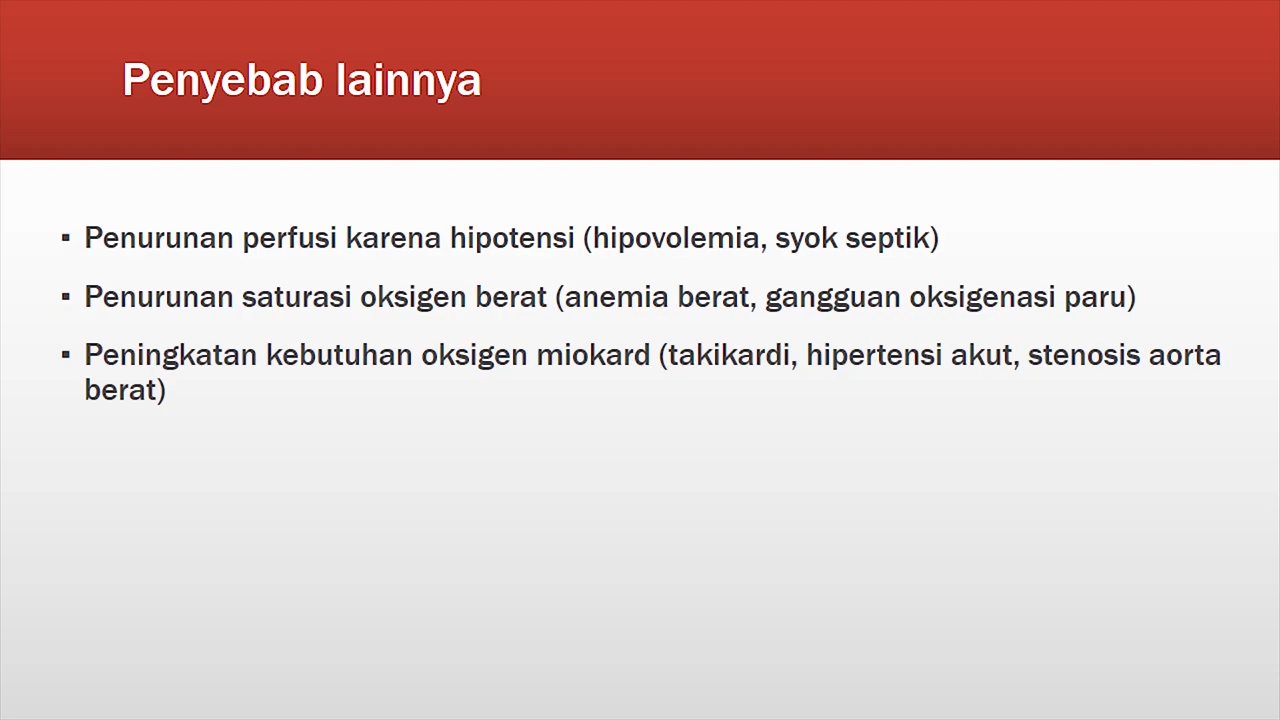 Penyebab lainnya
▪ Penurunan perfusi karena hipotensi (hipovolemia, syok septik)
▪ Penurunan saturasi oksigen berat (anemia berat, gangguan oksigenasi paru)
▪ Peningkatan kebutuhan oksigen miokard (takikardi, hipertensi akut, stenosis aorta
berat)